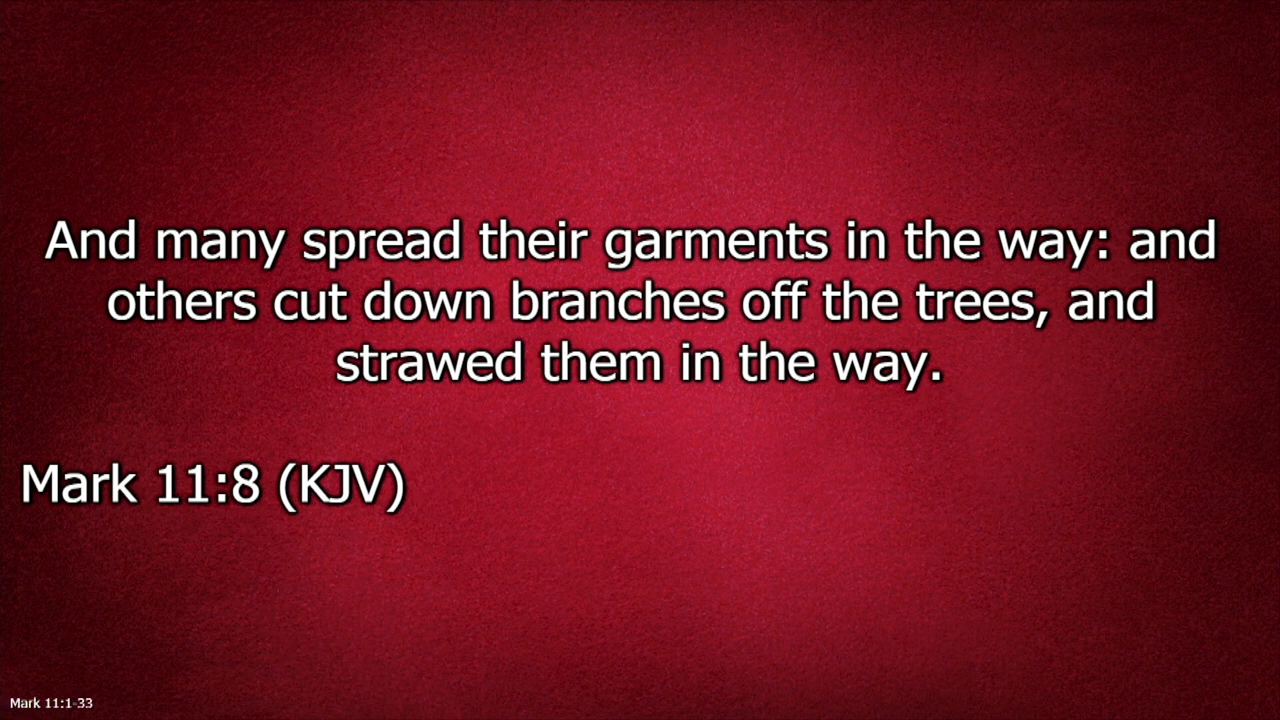 And many spread their garments in the way: and
others cut down branches off the trees, and
strawed them in the way.
Mark 11:8 (KJV)
Mark 11:1-33